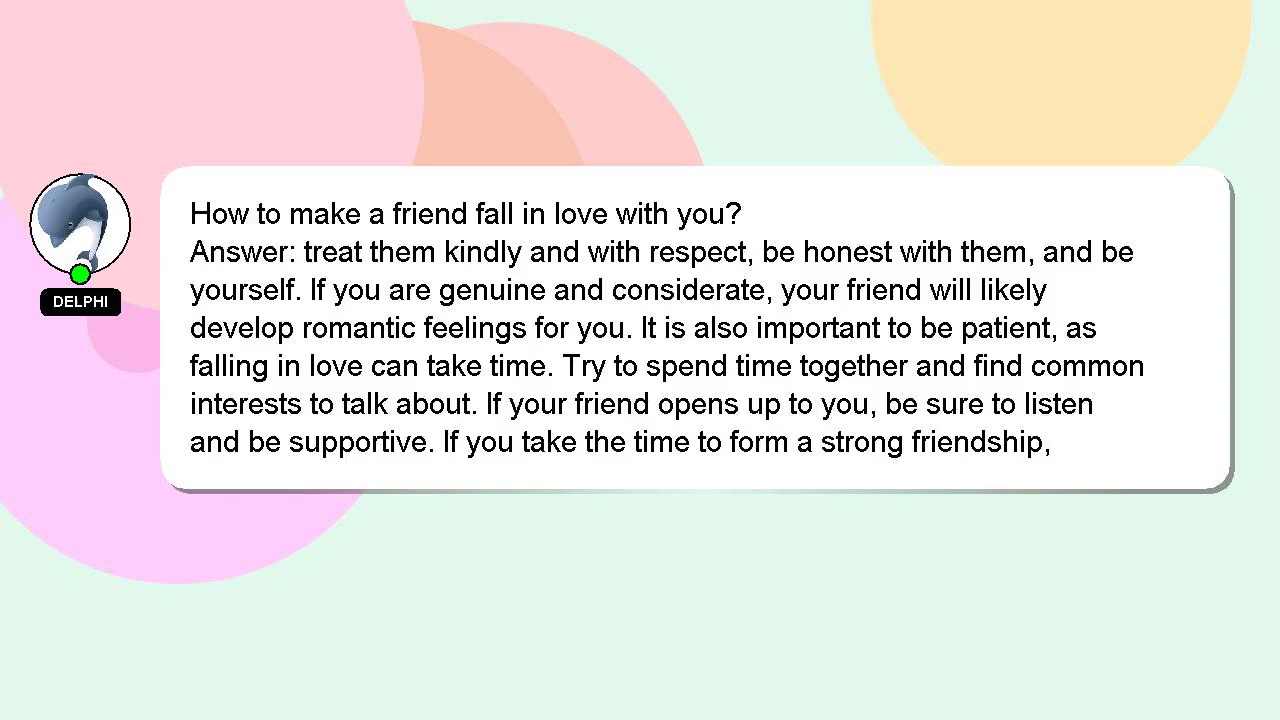 How to make a friend fall in love with you?
Answer: treat them kindly and with respect, be honest with them, and be
yourself. If you are genuine and considerate, your friend will likely
develop romantic feelings for you. It is also important to be patient, as
falling in love can take time. Try to spend time together and find common
interests to talk about. If your friend opens up to you, be sure to listen
and be supportive. If you take the time to form a strong friendship,
DELPHI